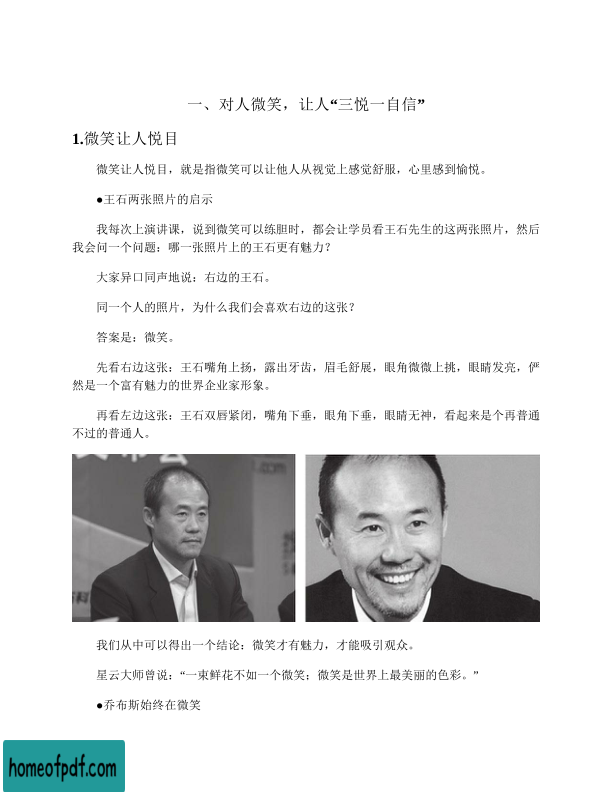 一、对人微笑，让人“三悦一自信”
1.微笑让人悦目
微笑让人悦目，就是指微笑可以让他人从视觉上感觉舒服，心里感到愉悦。
●王石两张照片的启示
我每次上演讲课，说到微笑可以练胆时，都会让学员看王石先生的这两张照片，然后
我会问一个问题：哪一张照片上的王石更有魅力？
大家异口同声地说：右边的王石。
同一个人的照片，为什么我们会喜欢右边的这张？
答案是：微笑。
先看右边这张：王石嘴角上扬，露出牙齿，眉毛舒展，眼角微微上挑，眼睛发亮，俨
然是一个富有魅力的世界企业家形象。
再看左边这张：王石双唇紧闭，嘴角下垂，眼角下垂，眼睛无神，看起来是个再普通
不过的普通人。
我们从中可以得出一个结论：微笑才有魅力，才能吸引观众。
星云大师曾说：“一束鲜花不如一个微笑；微笑是世界上最美丽的色彩。”
●乔布斯始终在微笑
homeofpdf.com